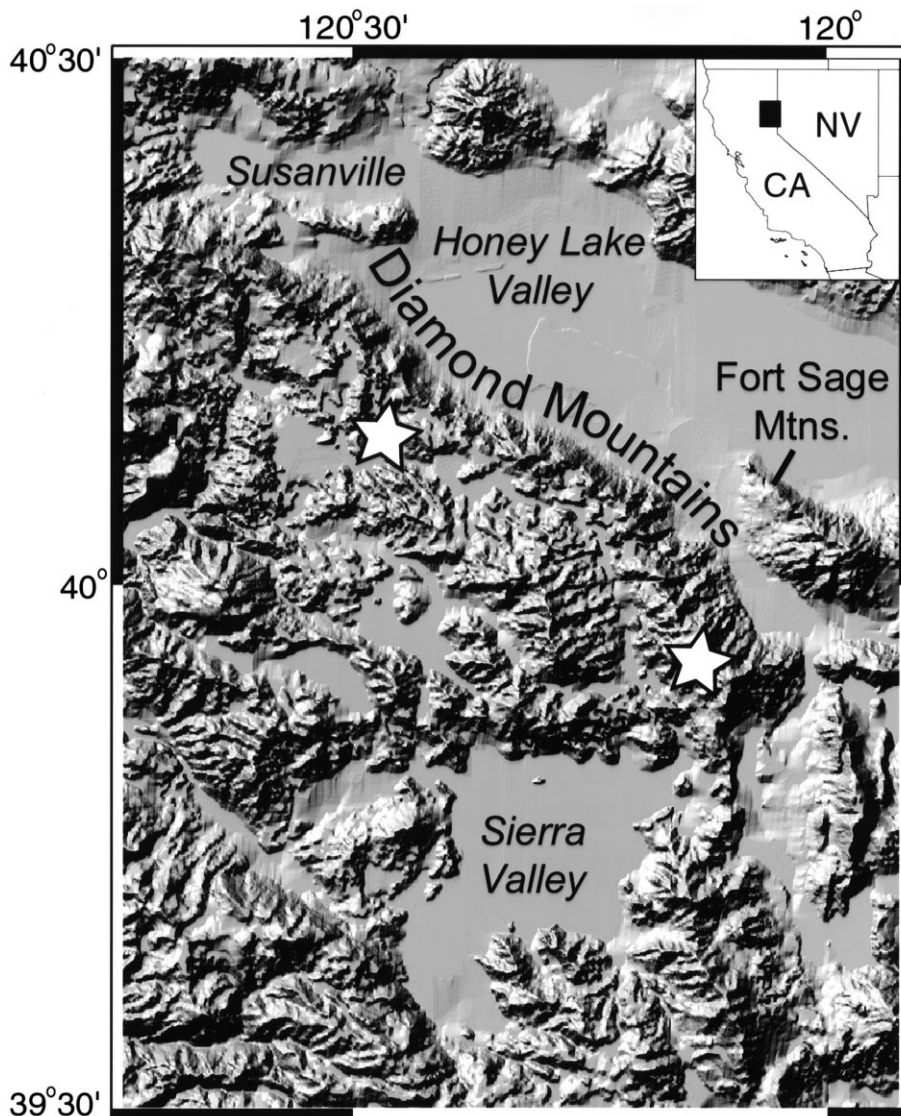 120°30' 120°
40°30'
NV
CA
Susanville
Honey Lake
Valley
Diamond Mountains
Fort Sage
Mtns.
40°
Sierra
Valley
39°30'